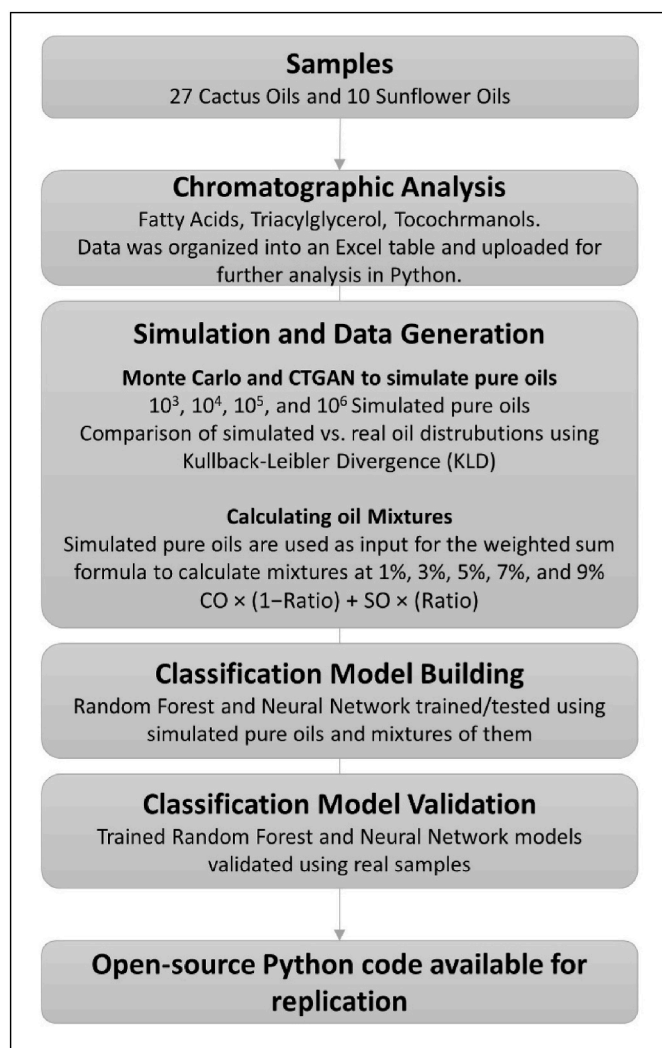 Samples
27 Cactus Oils and 10 Sunflower Oils
Chromatographic Analysis
Fatty Acids, Triacylglycerol, Tocochrmanols.
Data was organized into an Excel table and uploaded for
further analysis in Python.
Simulation and Data Generation
Monte Carlo and CTGAN to simulate pure oils
10³, 10⁴, 10⁵, and 10⁶ Simulated pure oils
Comparison of simulated vs. real oil distrubutions using
Kullback-Leibler Divergence (KLD)
Calculating oil Mixtures
Simulated pure oils are used as input for the weighted sum
formula to calculate mixtures at 1%, 3%, 5%, 7%, and 9%
CO × (1−Ratio) + SO × (Ratio)
Classification Model Building
Random Forest and Neural Network trained/tested using
simulated pure oils and mixtures of them
Classification Model Validation
Trained Random Forest and Neural Network models
validated using real samples
Open-source Python code available for
replication